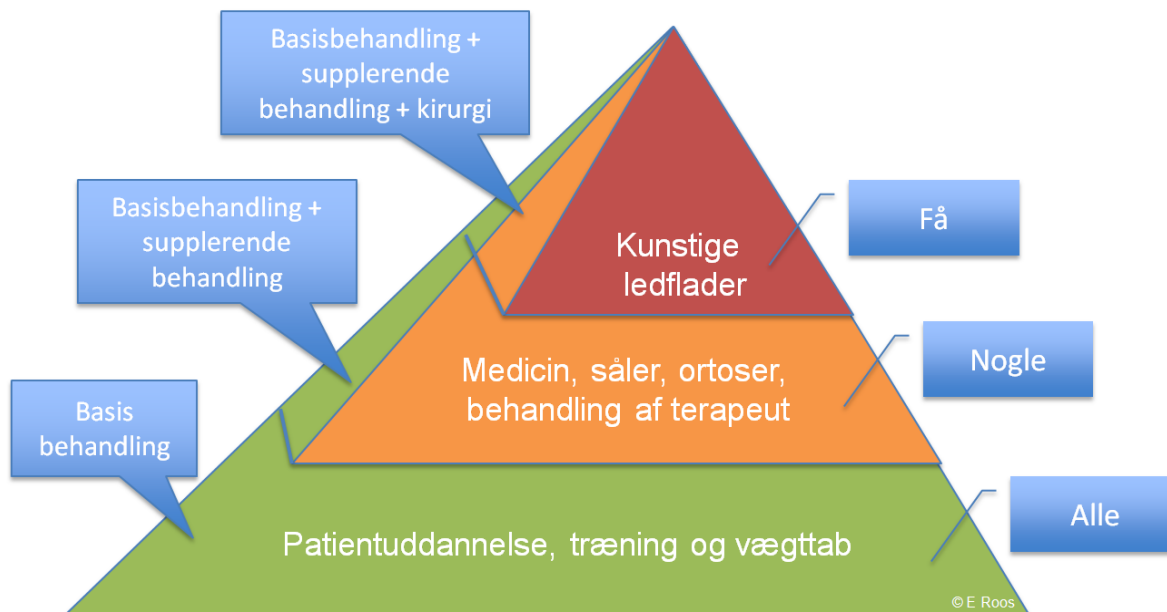 Basisbehandling +
supplerende
behandling + kirurgi
Basisbehandling +
supplerende
behandling
Basis
behandling
Kunstige
ledflader
Medicin, såler, ortoser,
behandling af terapeut
Patientuddannelse, træning og vægttab
Få
Nogle
Alle
© E Roos